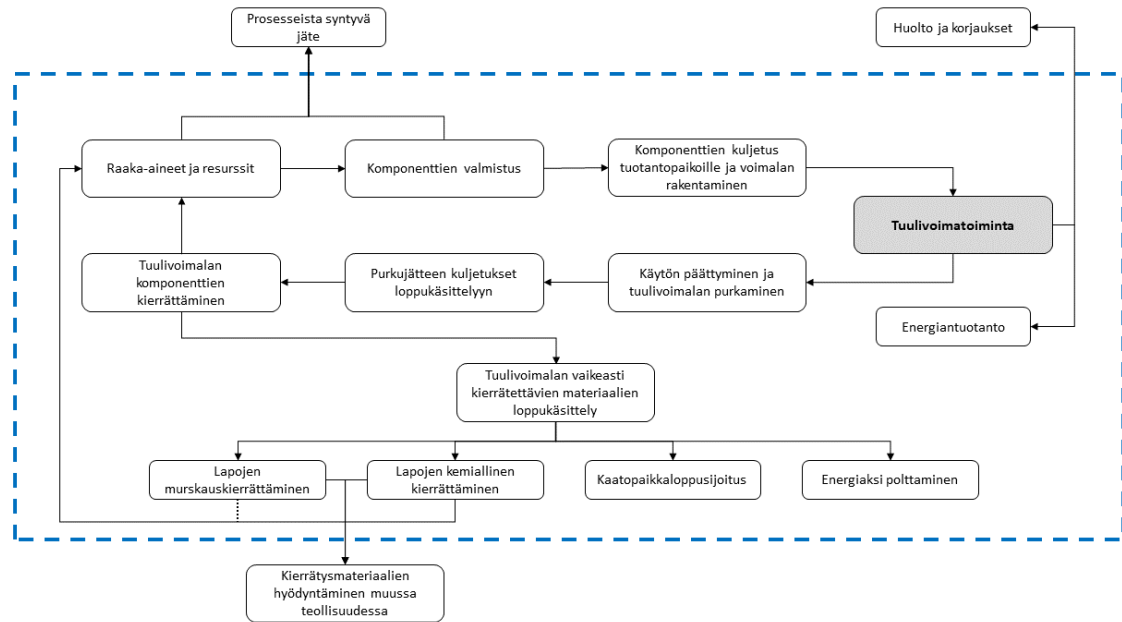 Prosesseista syntyvä
jäte
Huolto ja korjaukset
Raaka-aineet ja resurssit
Komponenttien valmistus
Komponenttien kuljetus
tuotantopaikoille ja voimalan
rakentaminen
Tuulivoimatoiminta
Tuulivoimalan
komponenttien
kierrättäminen
Purkujätteen kuljetukset
loppukäsittelyyn
Käytön päättyminen ja
tuulivoimalan purkaminen
Energiantuotanto
Tuulivoimalan vaikeasti
kierrätettävien materiaalien
loppukäsittely
Lapojen
murskauskierrättäminen
Lapojen kemiallinen
kierrättäminen
Kaatopaikkaloppusijoitus
Energiaksi polttaminen
Kierrätysmateriaalien
hyödyntäminen muussa
teollisuudessa